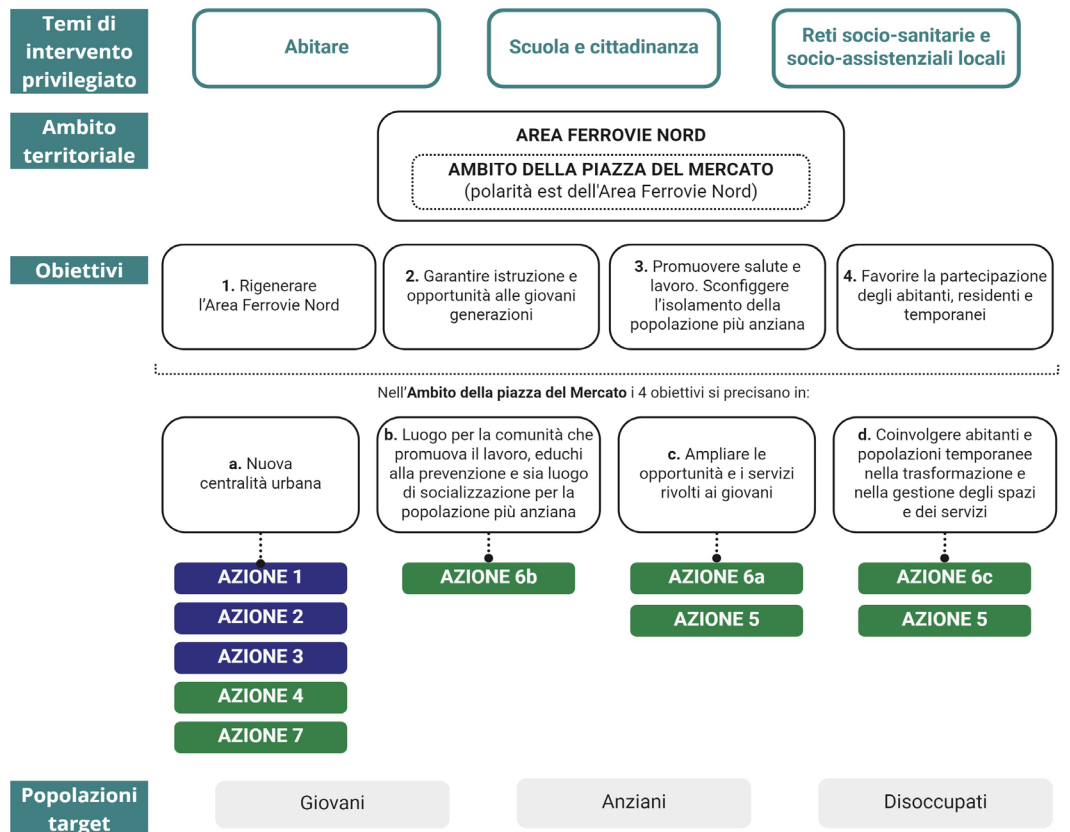 Temi di
intervento
privilegiato
Abitare
Scuola e cittadinanza
Reti socio-sanitarie e
socio-assistenziali locali
Ambito
territoriale
AREA FERROVIE NORD
AMBITO DELLA PIAZZA DEL MERCATO
(polarità est dell'Area Ferrovie Nord)
Obiettivi
1. Rigenerare
l'Area Ferrovie Nord
2. Garantire istruzione e
opportunità alle giovani
generazioni
3. Promuovere salute e
lavoro. Sconfiggere
l'isolamento della
popolazione più anziana
4. Favorire la partecipazione
degli abitanti, residenti e
temporanei
Nell'Ambito della piazza del Mercato i 4 obiettivi si precisano in:
a. Nuova
centralità urbana
b. Luogo per la comunità che
promuova il lavoro, educhi
alla prevenzione e sia luogo
di socializzazione per la
popolazione più anziana
c. Ampliare le
opportunità e i servizi
rivolti ai giovani
d. Coinvolgere abitanti e
popolazioni temporanee
nella trasformazione e
nella gestione degli spazi
e dei servizi
AZIONE 1
AZIONE 2
AZIONE 3
AZIONE 4
AZIONE 7
AZIONE 6b
AZIONE 6a
AZIONE 5
AZIONE 6c
AZIONE 5
Popolazioni
target
Giovani
Anziani
Disoccupati